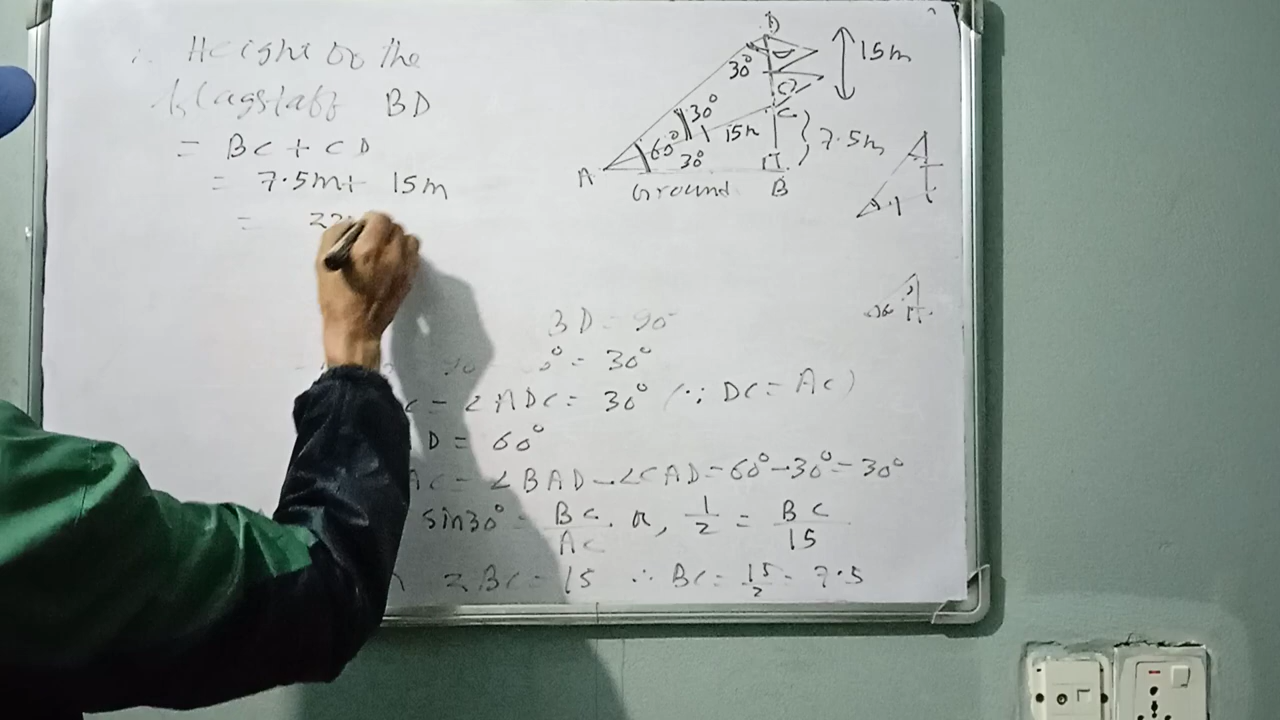 Height of the
flagstaff BD
= BC + CD
= 7.5m + 15m
= 22
D
30°
15m
30°
C
60°
15m
7.5m
30°
A
Ground
B
BD = 90°
° = 30°
C = ∠ADC = 30° (∵ DC = AC)
D = 60°
AC = ∠BAD - ∠CAD = 60° - 30° = 30°
sin30° = BC/AC or, 1/2 = BC/15
2BC = 15 ∴ BC = 15/2 = 7.5